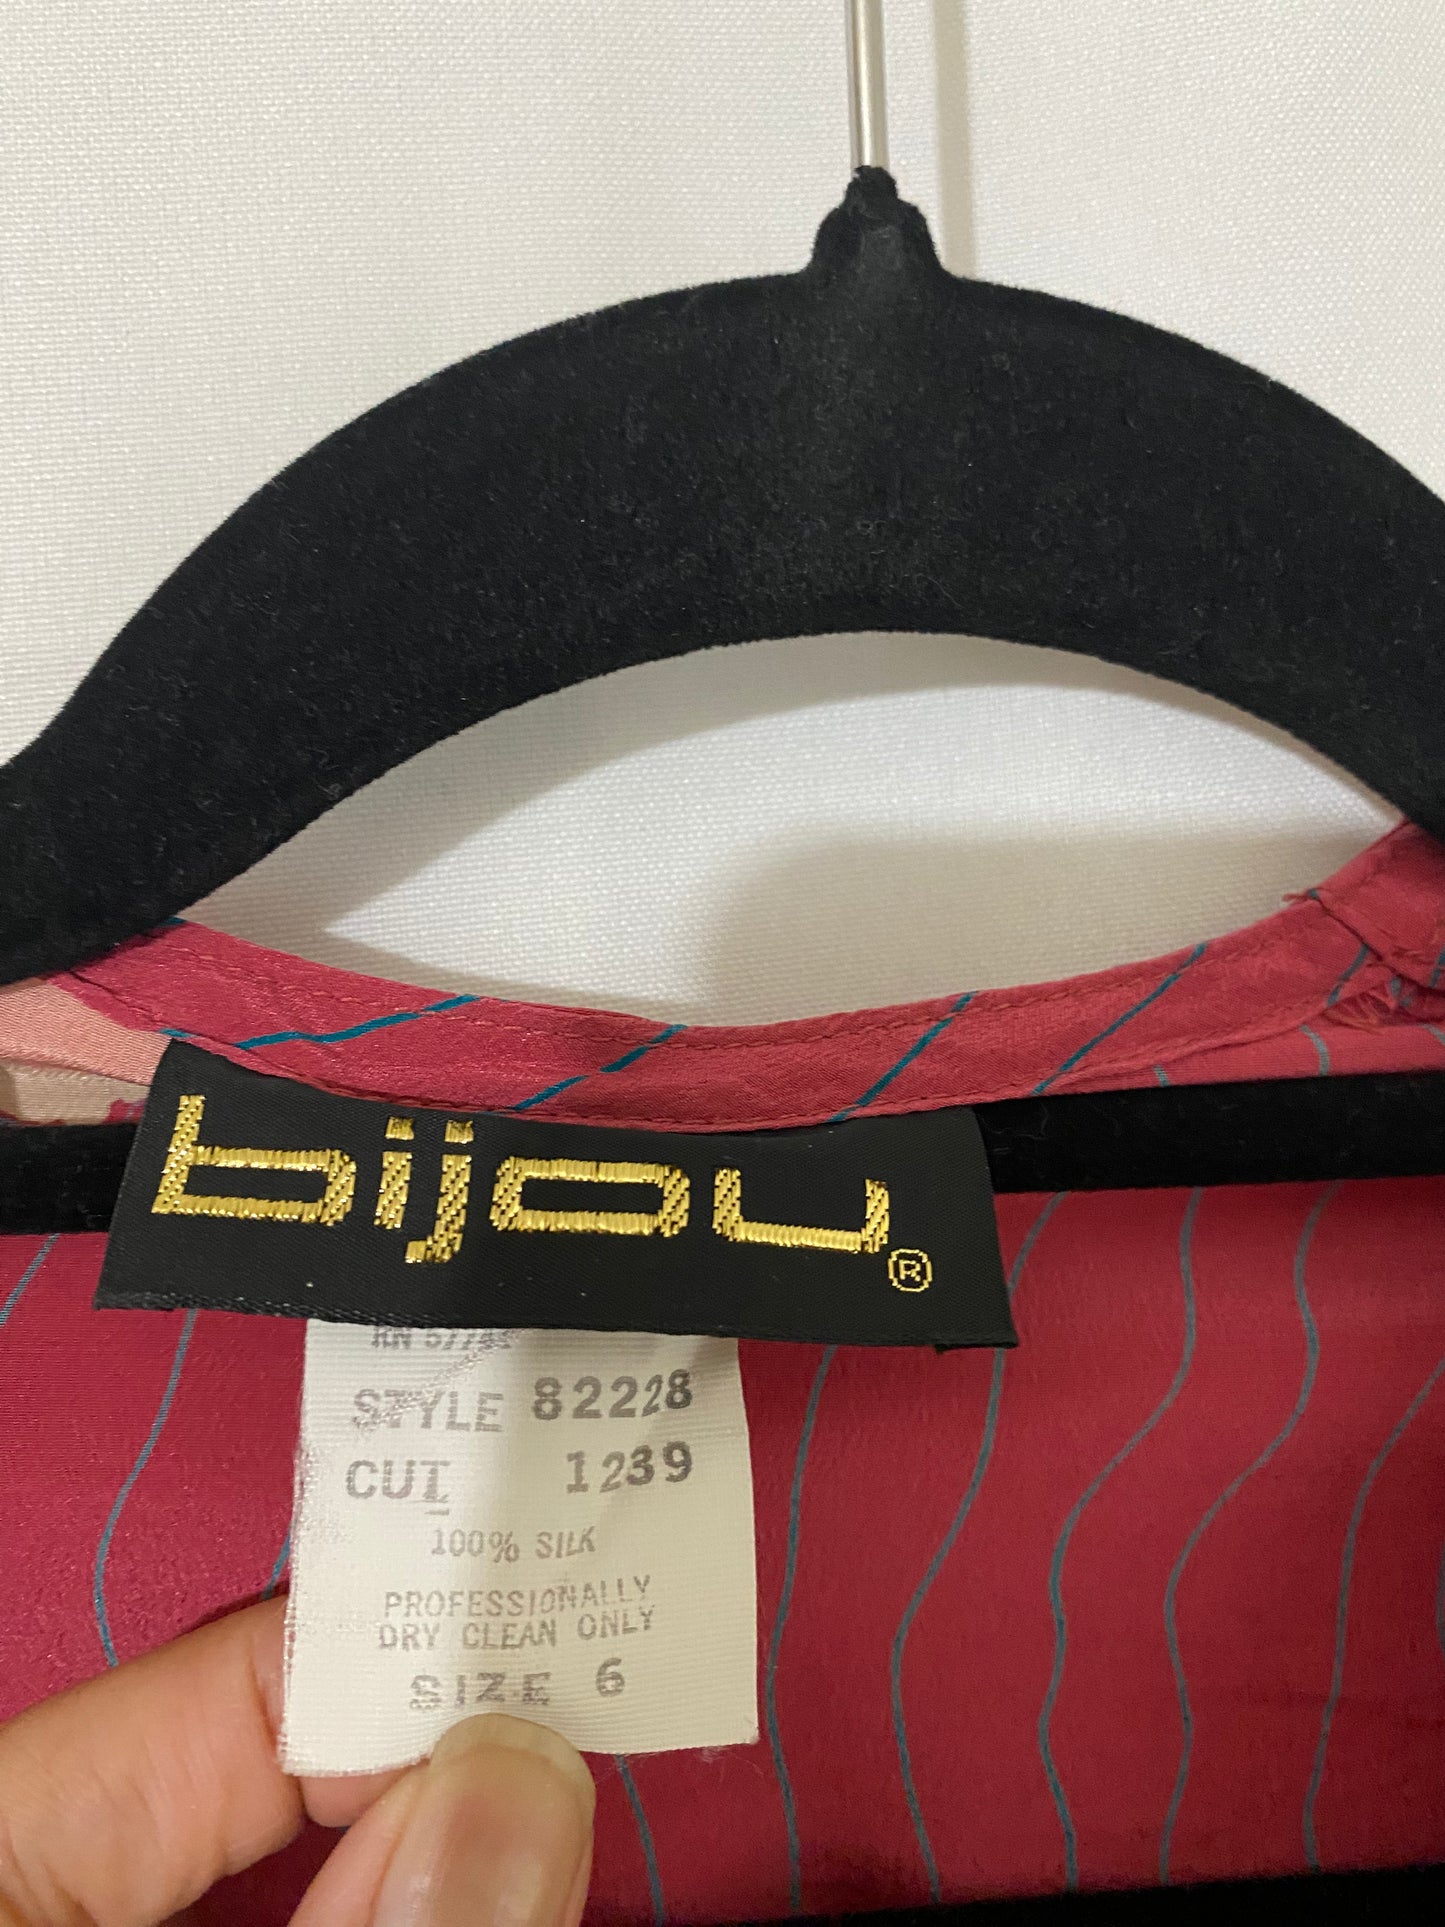 bijou®
STYLE 82228
CUT 1239
100% SILK
PROFESSIONALLY
DRY CLEAN ONLY
SIZE 6